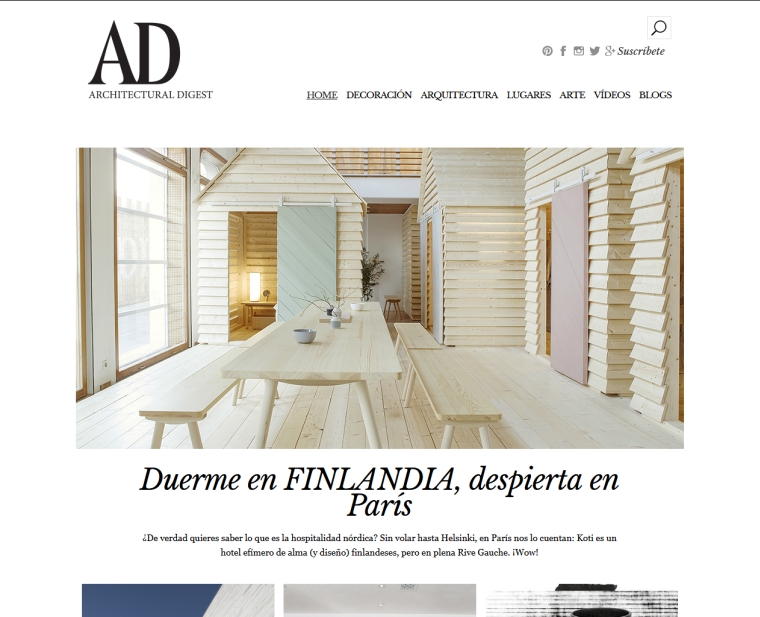 AD
ARCHITECTURAL DIGEST
Suscríbete
HOME DECORACIÓN ARQUITECTURA LUGARES ARTE VÍDEOS BLOGS
Duerme en FINLANDIA, despierta en
París
¿De verdad quieres saber lo que es la hospitalidad nórdica? Sin volar hasta Helsinki, en París nos lo cuentan: Koti es un
hotel efímero de alma (y diseño) finlandeses, pero en plena Rive Gauche. ¡Wow!